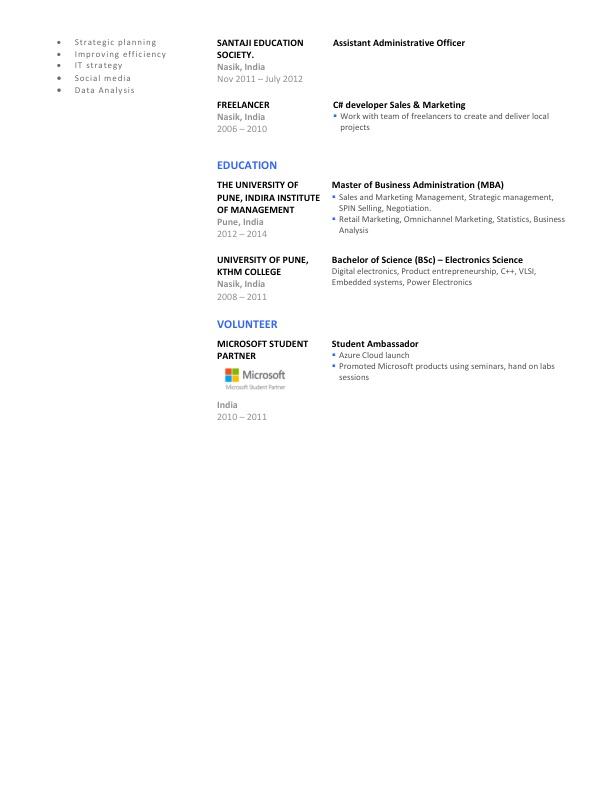 • Strategic planning
• Improving efficiency
• IT strategy
• Social media
• Data Analysis
SANTAJI EDUCATION
SOCIETY.
Nasik, India
Nov 2011 – July 2012
Assistant Administrative Officer
FREELANCER
Nasik, India
2006 – 2010
C# developer Sales & Marketing
▪ Work with team of freelancers to create and deliver local
projects
EDUCATION
THE UNIVERSITY OF
PUNE, INDIRA INSTITUTE
OF MANAGEMENT
Pune, India
2012 – 2014
Master of Business Administration (MBA)
▪ Sales and Marketing Management, Strategic management,
SPIN Selling, Negotiation.
▪ Retail Marketing, Omnichannel Marketing, Statistics, Business
Analysis
UNIVERSITY OF PUNE,
KTHM COLLEGE
Nasik, India
2008 – 2011
Bachelor of Science (BSc) – Electronics Science
Digital electronics, Product entrepreneurship, C++, VLSI,
Embedded systems, Power Electronics
VOLUNTEER
MICROSOFT STUDENT
PARTNER
Microsoft
Microsoft Student Partner
India
2010 – 2011
Student Ambassador
▪ Azure Cloud launch
▪ Promoted Microsoft products using seminars, hand on labs
sessions